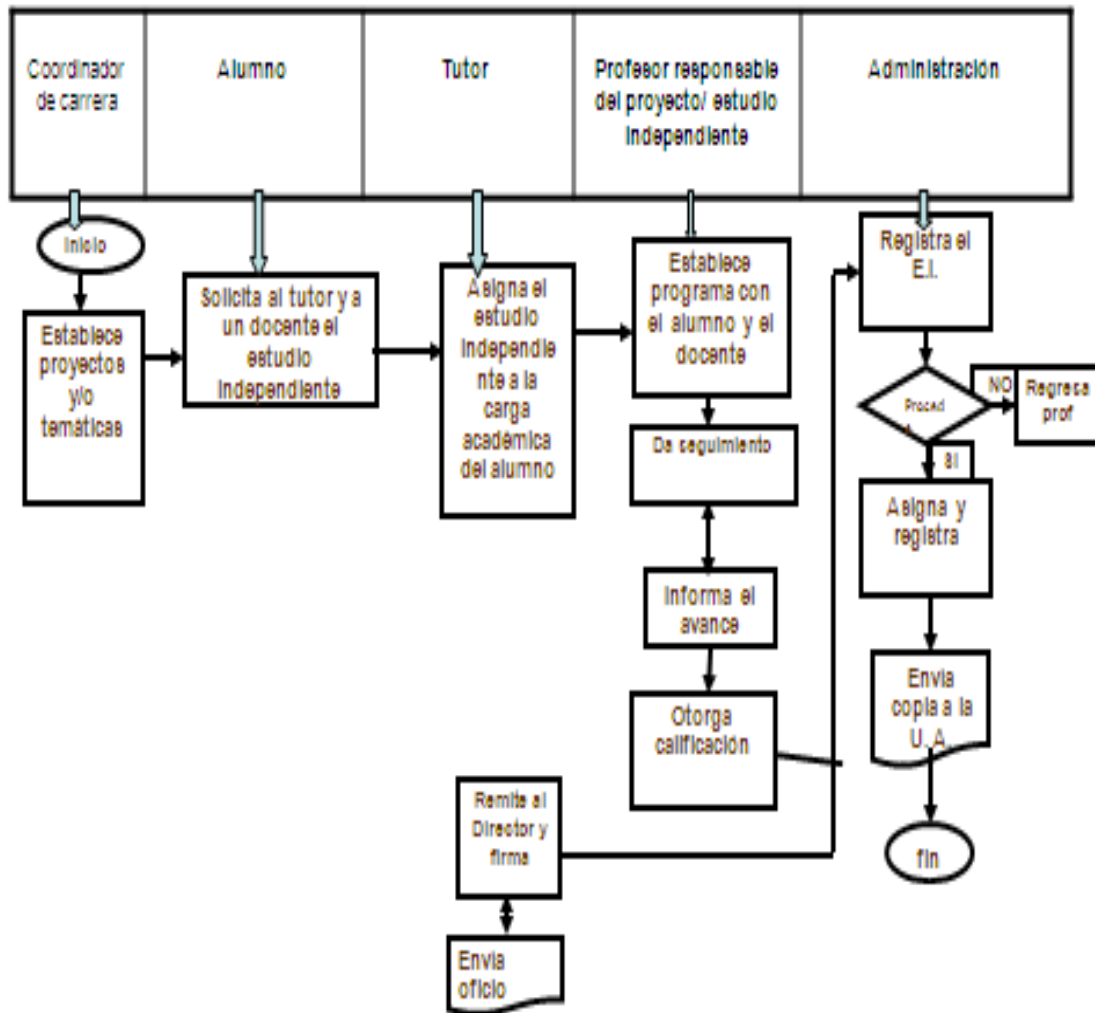 Coordinador
de carrera
Alumno
Tutor
Profesor responsable
del proyecto/ estudio
Independiente
Administración
Inicio
Establece
proyectos
y/o
temáticas
Solicita al tutor y a
un docente el
estudio
Independiente
Asigna el
estudio
Independie
nte a la
carga
académica
del alumno
Establece
programa con
el alumno y el
docente
Da seguimiento
Informa el
avance
Otorga
calificación
Remite al
Director y
firma
Envia
oficio
Registra el
E.I.
Proced
NO
Regresa
prof
SI
Asigna y
registra
Envia
copia a la
U. A.
fin